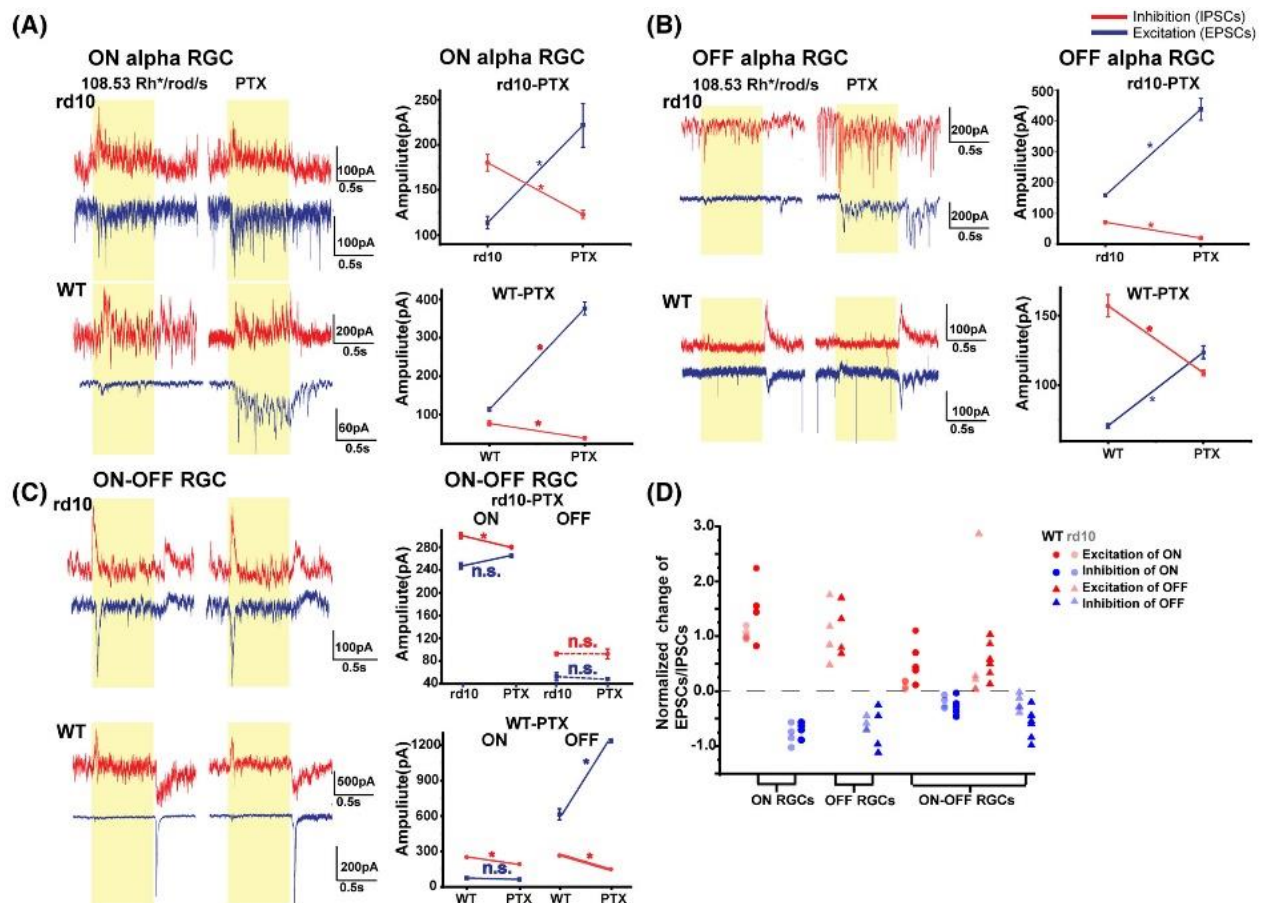 (A)
ON alpha RGC
108.53 Rh*/rod/s PTX
rd10
100pA
0.5s
100pA
0.5s
WT
200pA
0.5s
60pA
0.5s
ON alpha RGC
rd10-PTX
Ampuliute(pA)
250
200
150
100
*
*
rd10 PTX
WT-PTX
Ampuliute(pA)
400
300
200
100
*
*
WT PTX
(B)
Inhibition (IPSCs)
Excitation (EPSCs)
OFF alpha RGC
108.53 Rh*/rod/s PTX
rd10
200pA
0.5s
200pA
0.5s
WT
100pA
0.5s
100pA
0.5s
OFF alpha RGC
rd10-PTX
Ampuliute(pA)
500
400
300
200
100
0
*
*
rd10 PTX
WT-PTX
Ampuliute(pA)
150
100
*
*
WT PTX
(C)
ON-OFF RGC
rd10
100pA
0.5s
WT
500pA
0.5s
200pA
0.5s
ON-OFF RGC
rd10-PTX
ON OFF
Ampuliute(pA)
280
220
160
100
80
40
*
n.s.
n.s.
n.s.
rd10 PTX rd10 PTX
WT-PTX
ON OFF
Ampuliute(pA)
1200
900
600
300
0
*
n.s.
*
*
WT PTX WT PTX
(D)
Normalized change of
EPSCs/IPSCs
3.0
2.0
1.0
0.0
-1.0
ON RGCs OFF RGCs ON-OFF RGCs
WT rd10
Excitation of ON
Inhibition of ON
Excitation of OFF
Inhibition of OFF